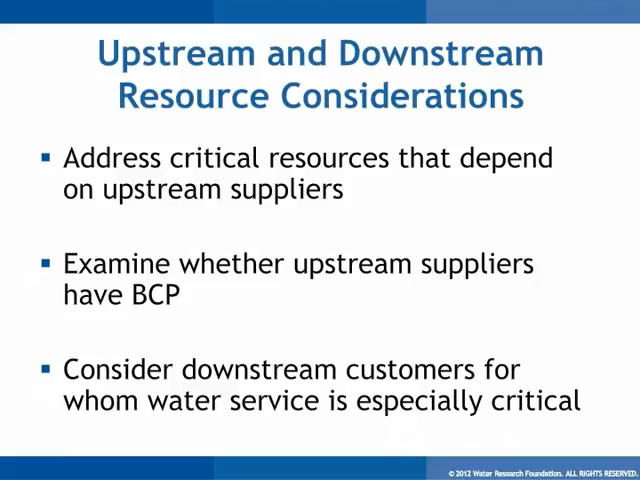 Upstream and Downstream
Resource Considerations
▪ Address critical resources that depend
on upstream suppliers
▪ Examine whether upstream suppliers
have BCP
▪ Consider downstream customers for
whom water service is especially critical
© 2012 Water Research Foundation. ALL RIGHTS RESERVED.